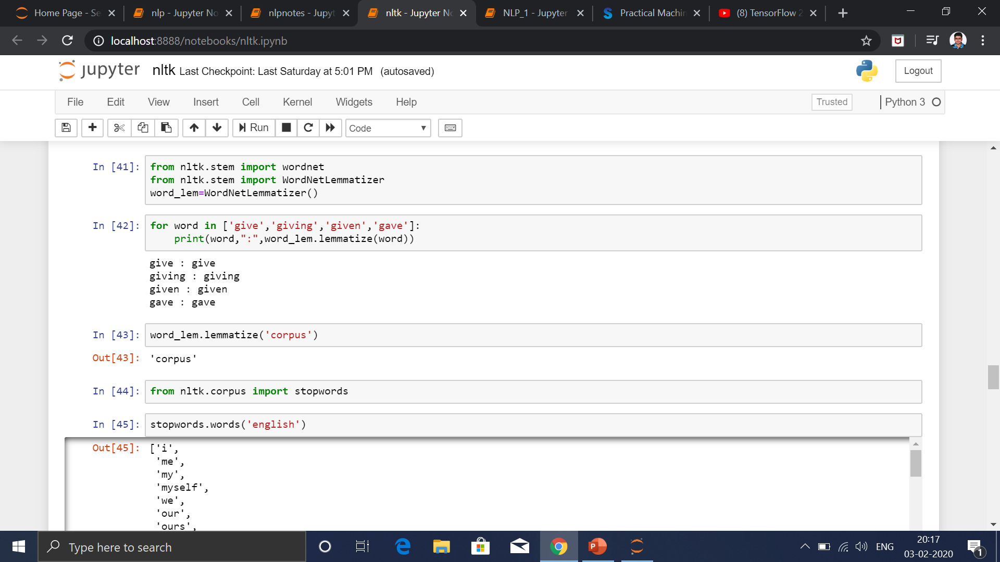 Home Page - Se
nlp - Jupyter No
nlpnotes - Jupyt
nltk - Jupyter No
NLP_1 - Jupyter
Practical Machin
(8) TensorFlow 2
localhost:8888/notebooks/nltk.ipynb
jupyter nltk Last Checkpoint: Last Saturday at 5:01 PM (autosaved)
Logout
File Edit View Insert Cell Kernel Widgets Help
Trusted
Python 3
Run
Code
In [41]: from nltk.stem import wordnet
from nltk.stem import WordNetLemmatizer
word_lem=WordNetLemmatizer()
In [42]: for word in ['give','giving','given','gave']:
print(word,":",word_lem.lemmatize(word))
give : give
giving : giving
given : given
gave : gave
In [43]: word_lem.lemmatize('corpus')
Out[43]: 'corpus'
In [44]: from nltk.corpus import stopwords
In [45]: stopwords.words('english')
Out[45]: ['i',
'me',
'my',
'myself',
'we',
'our',
'ours',
Type here to search
P
ENG
20:17
03-02-2020
1